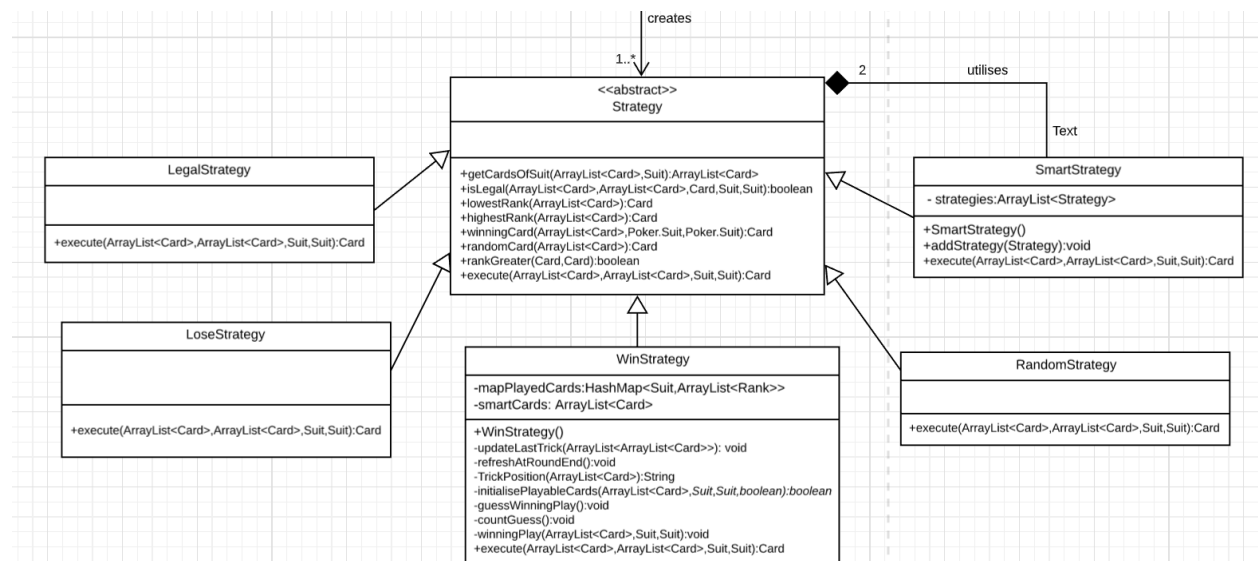 creates
1..*
<<abstract>>
Strategy
+getCardsOfSuit(ArrayList<Card>,Suit):ArrayList<Card>
+isLegal(ArrayList<Card>,ArrayList<Card>,Card,Suit,Suit):boolean
+lowestRank(ArrayList<Card>):Card
+highestRank(ArrayList<Card>):Card
+winningCard(ArrayList<Card>,Poker.Suit,Poker.Suit):Card
+randomCard(ArrayList<Card>):Card
+rankGreater(Card,Card):boolean
+execute(ArrayList<Card>,ArrayList<Card>,Suit,Suit):Card
2
utilises
Text
LegalStrategy
+execute(ArrayList<Card>,ArrayList<Card>,Suit,Suit):Card
SmartStrategy
- strategies:ArrayList<Strategy>
+SmartStrategy()
+addStrategy(Strategy):void
+execute(ArrayList<Card>,ArrayList<Card>,Suit,Suit):Card
LoseStrategy
+execute(ArrayList<Card>,ArrayList<Card>,Suit,Suit):Card
WinStrategy
-mapPlayedCards:HashMap<Suit,ArrayList<Rank>>
-smartCards: ArrayList<Card>
+WinStrategy()
-updateLastTrick(ArrayList<ArrayList<Card>>): void
-refreshAtRoundEnd():void
-TrickPosition(ArrayList<Card>):String
-initialisePlayableCards(ArrayList<Card>,Suit,Suit,boolean):boolean
-guessWinningPlay():void
-countGuess():void
-winningPlay(ArrayList<Card>,Suit,Suit):void
+execute(ArrayList<Card>,ArrayList<Card>,Suit,Suit):Card
RandomStrategy
+execute(ArrayList<Card>,ArrayList<Card>,Suit,Suit):Card